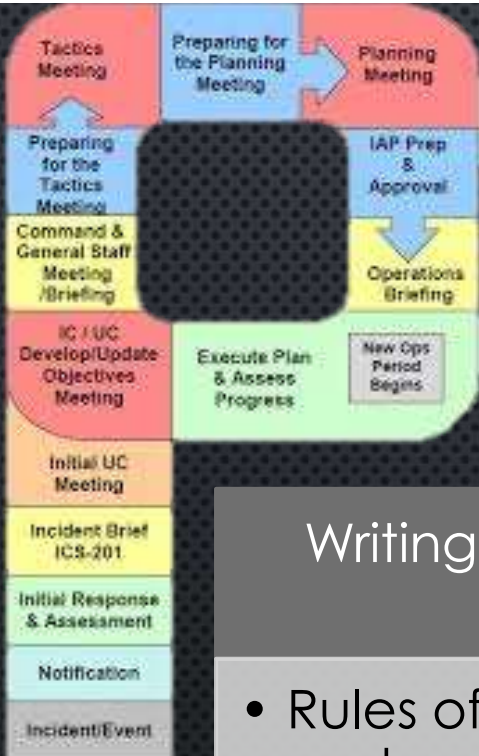 Tactics
Meeting
Preparing for
the Planning
Meeting
Planning
Meeting
Preparing
for the
Tactics
Meeting
IAP Prep
&
Approval
Command &
General Staff
Meeting
/Briefing
Operations
Briefing
IC / UC
Develop/Update
Objectives
Meeting
Execute Plan
& Assess
Progress
New Ops
Period
Begins
Initial UC
Meeting
Incident Brief
ICS-201
Initial Response
& Assessment
Notification
Incident/Event
Writing
• Rules of